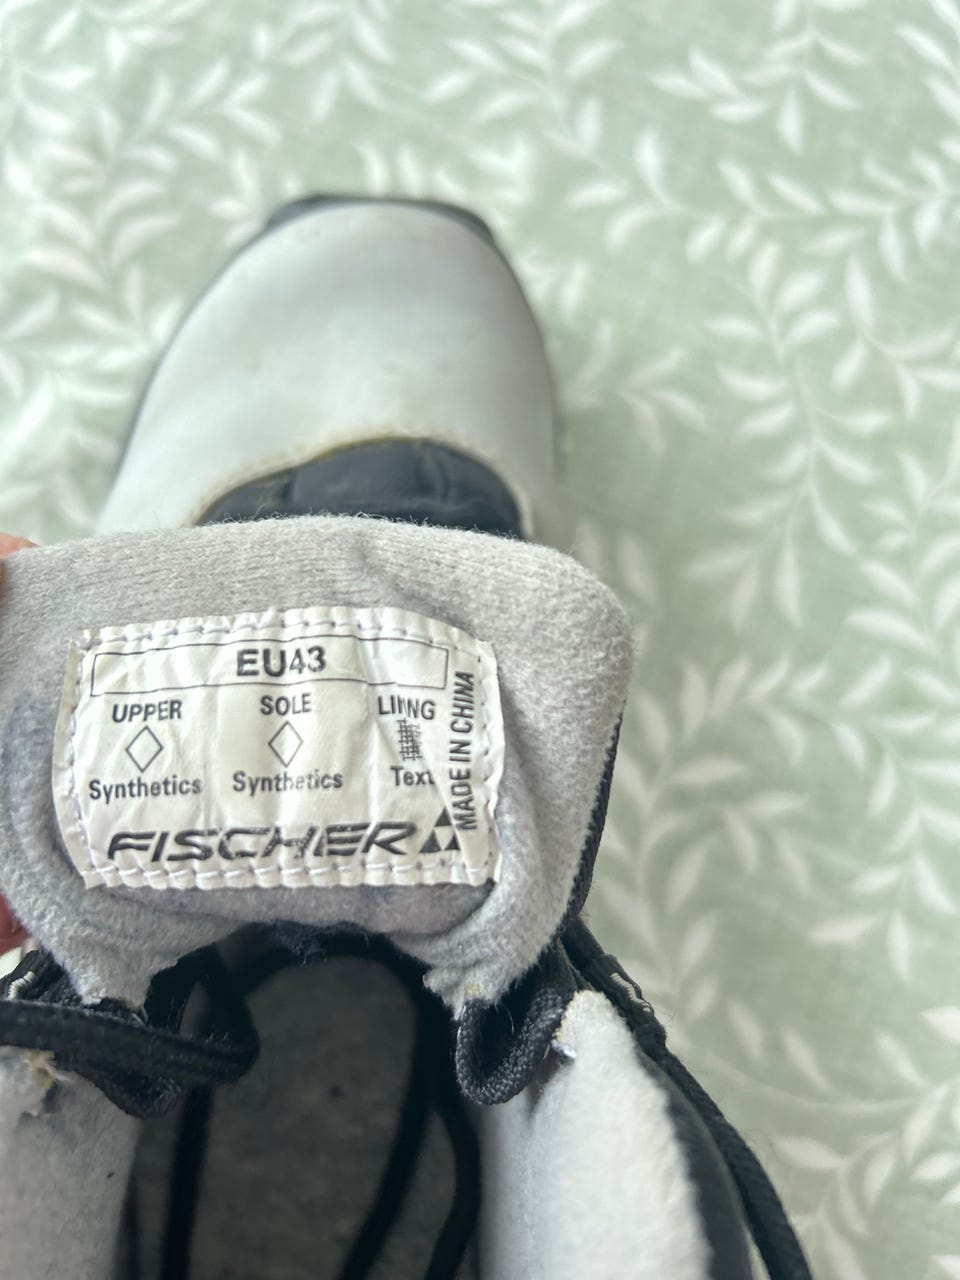 EU43
UPPER SOLE LINING
Synthetics Synthetics Text
FISCHER
MADE IN CHINA